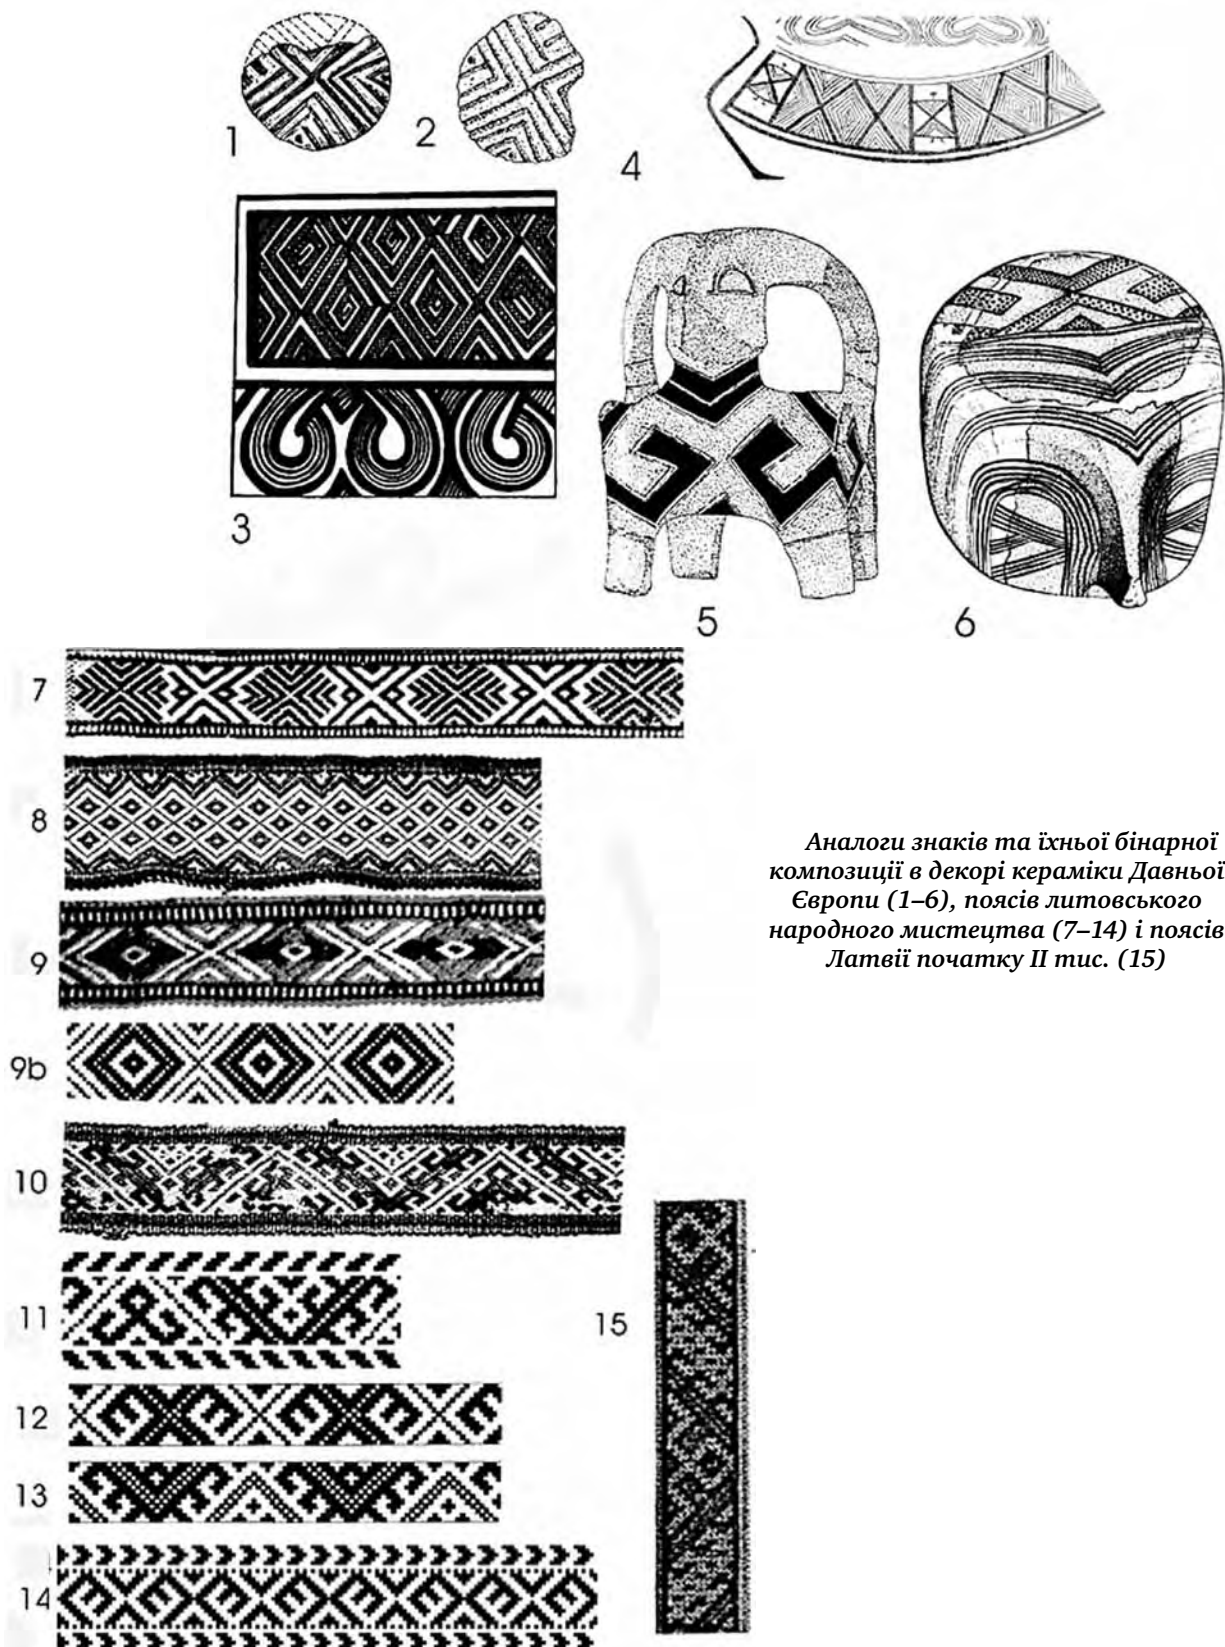 1
2
4
3
5
6
7
8
Аналоги знаків та їхньої бінарної
композиції в декорі кераміки Давньої
Європи (1–6), поясів литовського
народного мистецтва (7–14) і поясів
Латвії початку II тис. (15)
9
9b
10
11
15
12
13
14